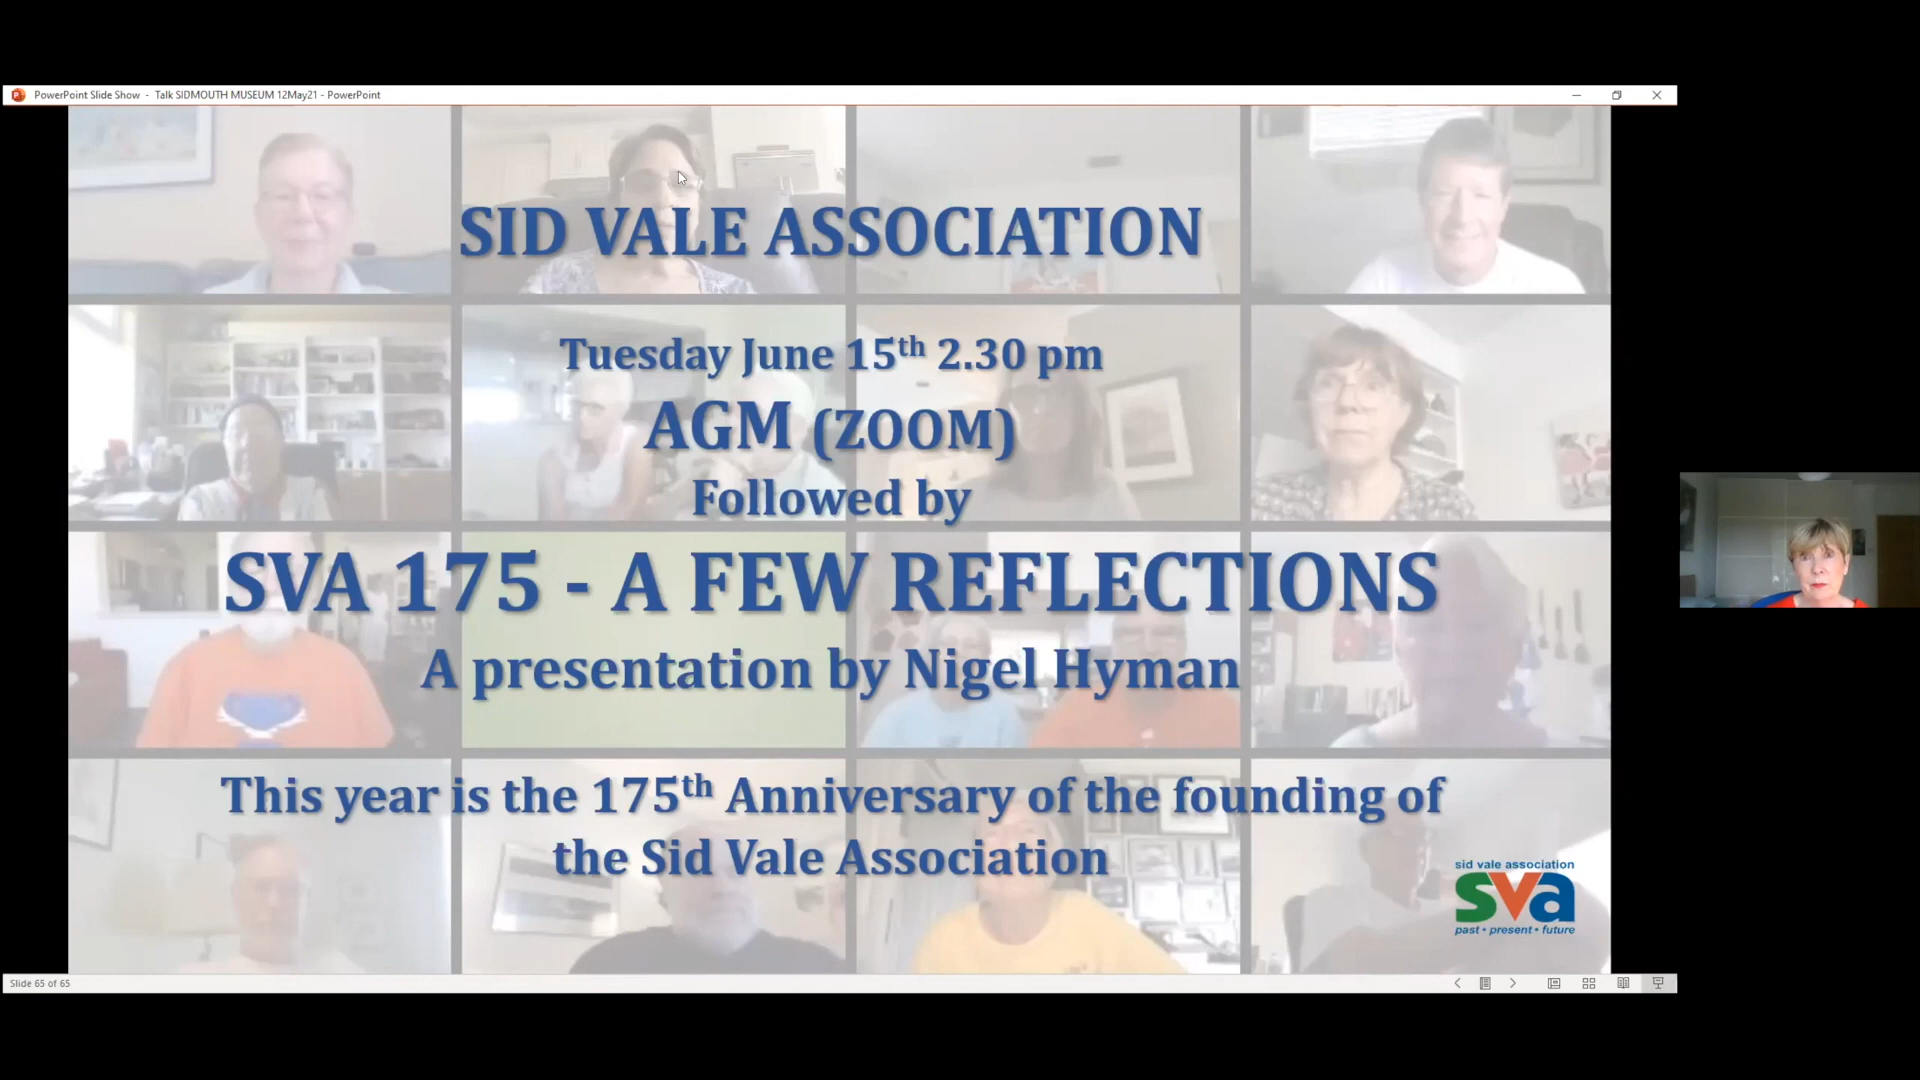 PowerPoint Slide Show - Talk SIDMOUTH MUSEUM 12May21 - PowerPoint
SID VALE ASSOCIATION
Tuesday June 15th 2.30 pm
AGM (ZOOM)
Followed by
SVA 175 - A FEW REFLECTIONS
A presentation by Nigel Hyman
This year is the 175th Anniversary of the founding of
the Sid Vale Association
sid vale association
sva
past • present • future
Slide 65 of 65